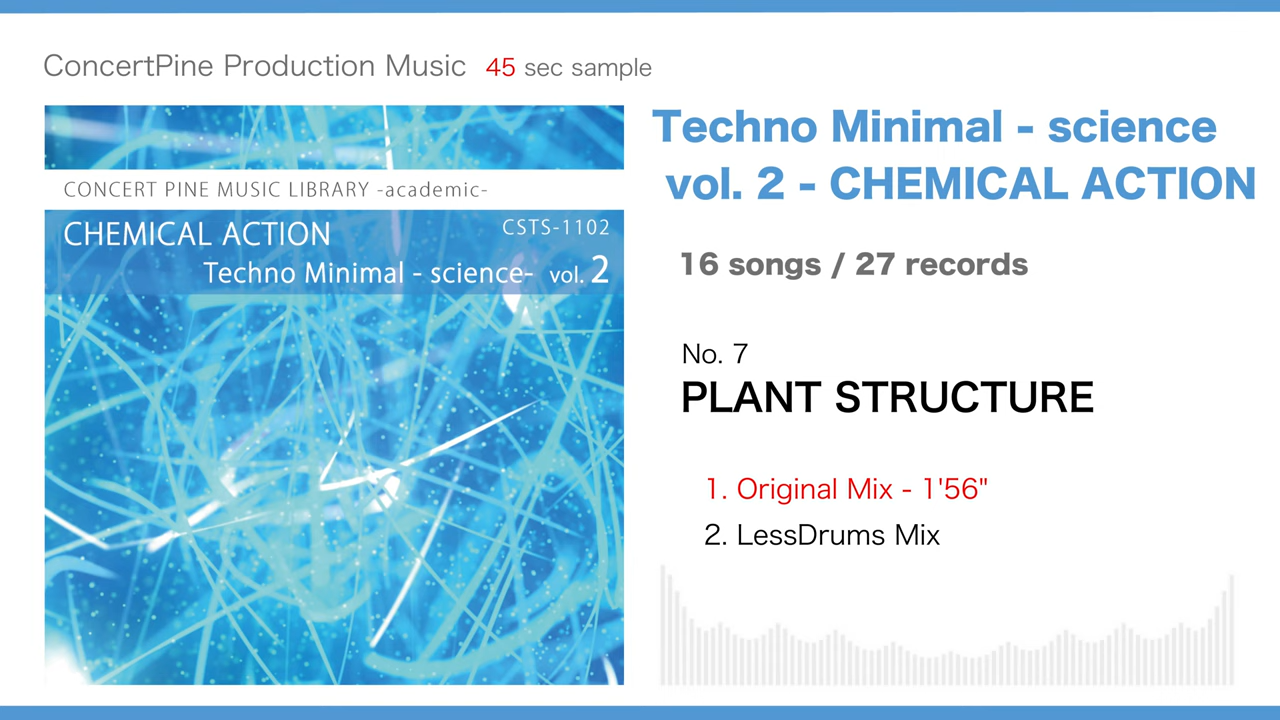 ConcertPine Production Music 45 sec sample
CONCERT PINE MUSIC LIBRARY -academic-
CHEMICAL ACTION CSTS-1102
Techno Minimal - science- vol. 2
Techno Minimal - science
vol. 2 - CHEMICAL ACTION
16 songs / 27 records
No. 7
PLANT STRUCTURE
1. Original Mix - 1'56"
2. LessDrums Mix